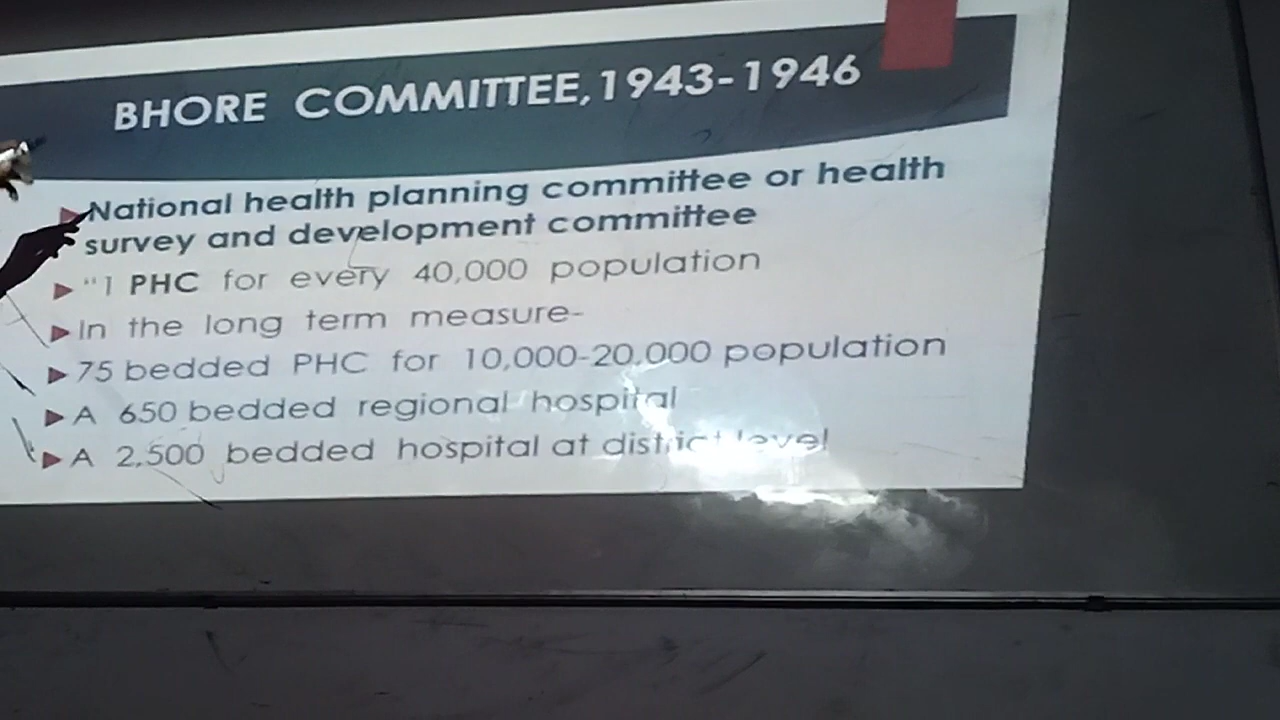 BHORE COMMITTEE,1943-1946
National health planning committee or health
survey and development committee
"1 PHC for every 40,000 population
In the long term measure-
75 bedded PHC for 10,000-20,000 population
A 650 bedded regional hospital
A 2,500 bedded hospital at district level